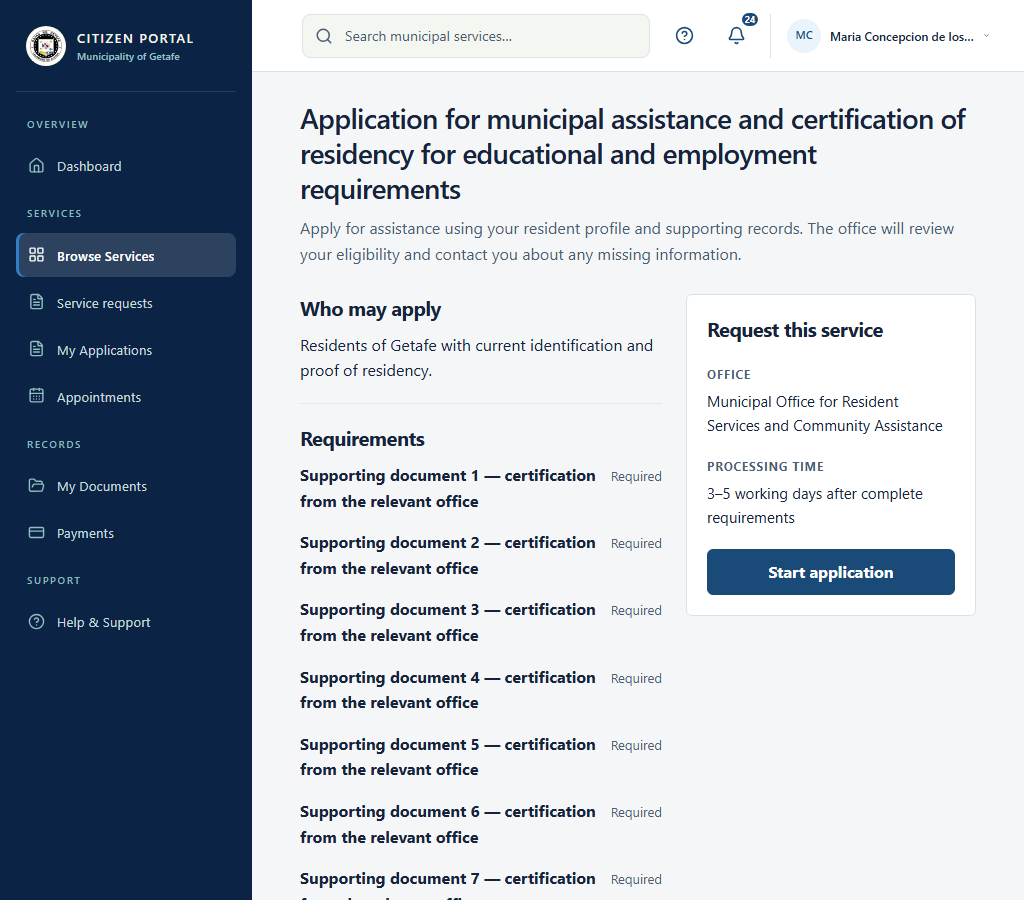 CITIZEN PORTAL
Municipality of Getafe
OVERVIEW
Dashboard
SERVICES
Browse Services
Service requests
My Applications
Appointments
RECORDS
My Documents
Payments
SUPPORT
Help & Support
Search municipal services...
24
MC
Maria Concepcion de los...
Application for municipal assistance and certification of
residency for educational and employment
requirements
Apply for assistance using your resident profile and supporting records. The office will review
your eligibility and contact you about any missing information.
Who may apply
Residents of Getafe with current identification and
proof of residency.
Requirements
Supporting document 1 — certification
from the relevant office
Required
Supporting document 2 — certification
from the relevant office
Required
Supporting document 3 — certification
from the relevant office
Required
Supporting document 4 — certification
from the relevant office
Required
Supporting document 5 — certification
from the relevant office
Required
Supporting document 6 — certification
from the relevant office
Required
Supporting document 7 — certification
Required
Request this service
OFFICE
Municipal Office for Resident
Services and Community Assistance
PROCESSING TIME
3–5 working days after complete
requirements
Start application